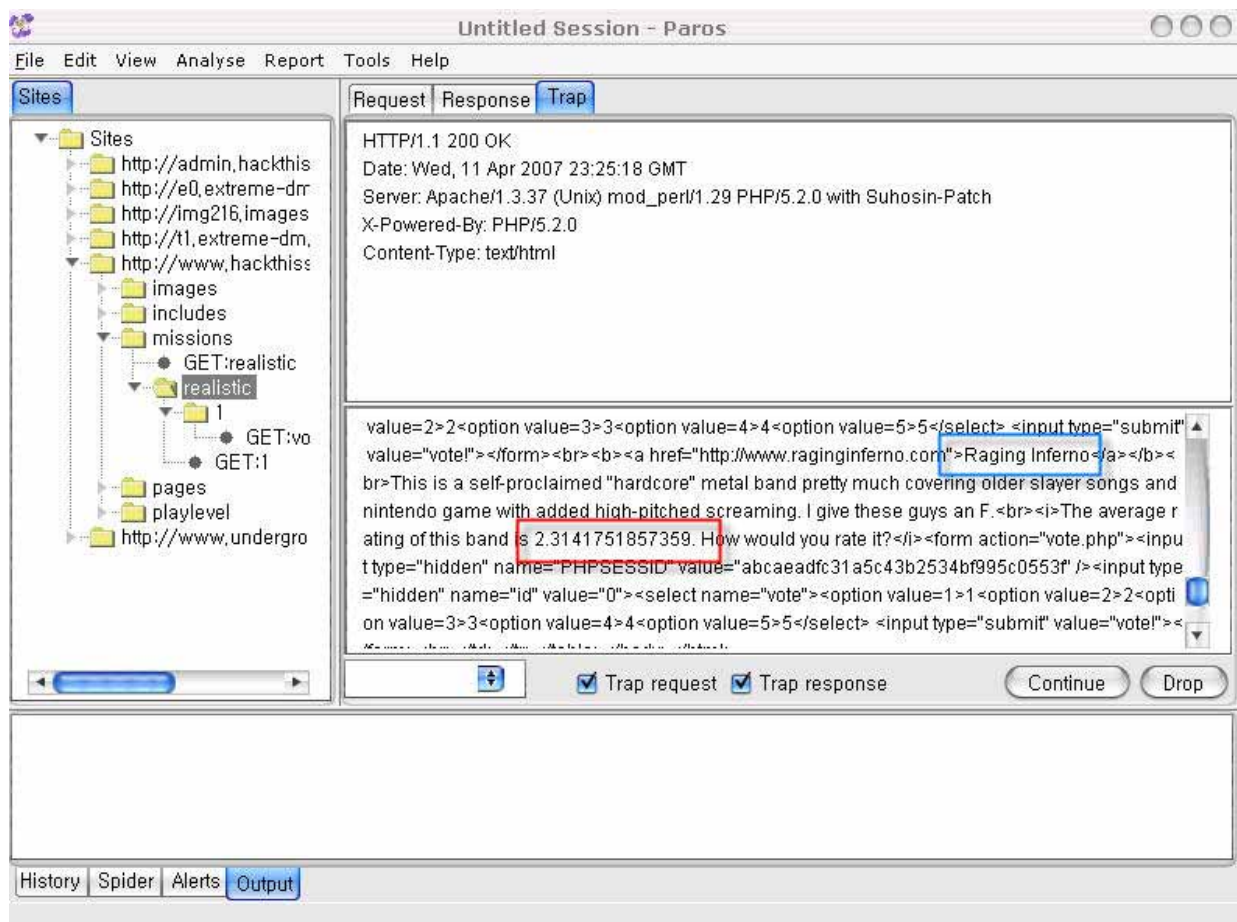 Untitled Session - Paros
File Edit View Analyse Report Tools Help
Sites
Request Response Trap
Sites
http://admin,hackthis
http://e0,extreme-dm
http://img216,images
http://t1,extreme-dm,
http://www,hackthiss
images
includes
missions
GET:realistic
realistic
1
GET:vo
GET:1
pages
playlevel
http://www,undergro
HTTP/1.1 200 OK
Date: Wed, 11 Apr 2007 23:25:18 GMT
Server: Apache/1.3.37 (Unix) mod_perl/1.29 PHP/5.2.0 with Suhosin-Patch
X-Powered-By: PHP/5.2.0
Content-Type: text/html
value=2>2<option value=3>3<option value=4>4<option value=5>5</select> <input type="submit"
value="vote!"></form><br><b><a href="http://www.raginginferno.com">Raging Inferno</a></b><
br>This is a self-proclaimed "hardcore" metal band pretty much covering older slayer songs and
nintendo game with added high-pitched screaming. I give these guys an F.<br><i>The average r
ating of this band is 2.3141751857359. How would you rate it?</i><form action="vote.php"><inpu
t type="hidden" name="PHPSESSID" value="abcaeadfc31a5c43b2534bf995c0553f" /><input type
="hidden" name="id" value="0"><select name="vote"><option value=1>1<option value=2>2<opti
on value=3>3<option value=4>4<option value=5>5</select> <input type="submit" value="vote!"><
Trap request Trap response Continue Drop
History Spider Alerts Output